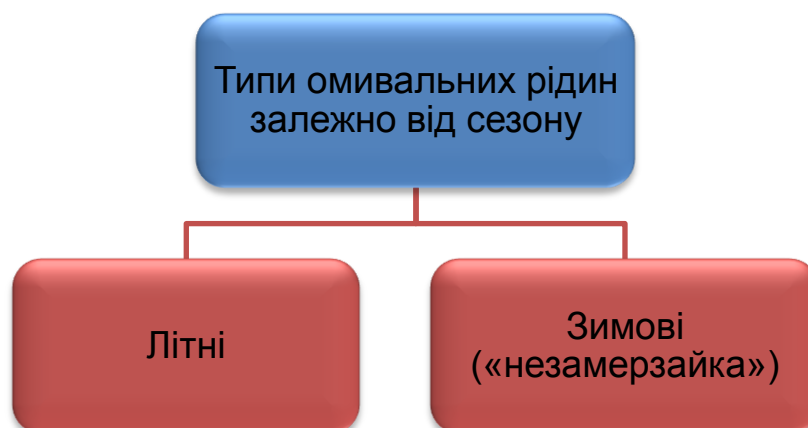 Типи омивальних рідин
залежно від сезону
Літні
Зимові
(«незамерзайка»)